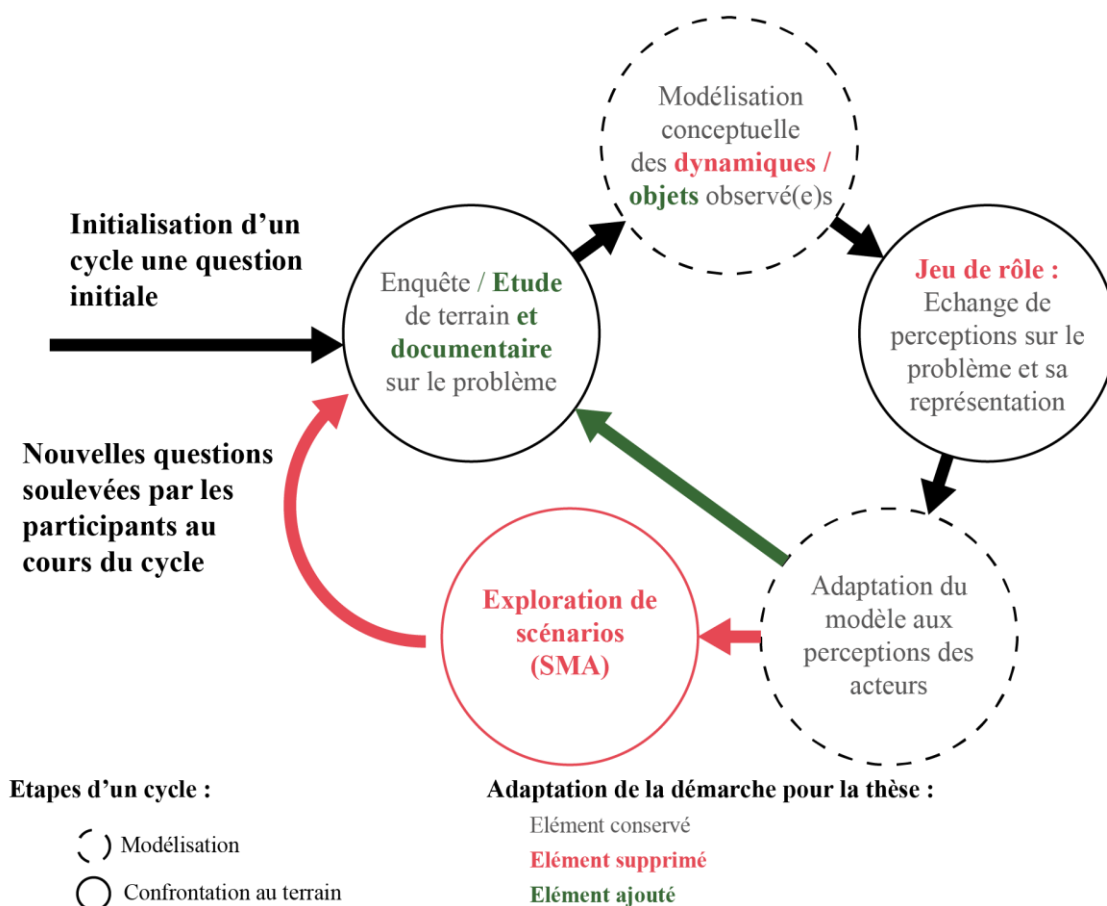 Modélisation
conceptuelle
des dynamiques /
objets observé(e)s
Initialisation d’un
cycle une question
initiale
Enquête / Etude
de terrain et
documentaire
sur le problème
Jeu de rôle :
Echange de
perceptions sur le
problème et sa
représentation
Nouvelles questions
soulevées par les
participants au
cours du cycle
Exploration de
scénarios
(SMA)
Adaptation du
modèle aux
perceptions des
acteurs
Etapes d’un cycle :
Modélisation
Confrontation au terrain
Adaptation de la démarche pour la thèse :
Elément conservé
Elément supprimé
Elément ajouté